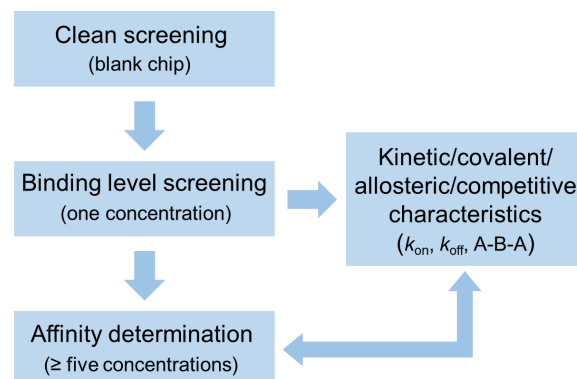 Clean screening
(blank chip)
Binding level screening
(one concentration)
Kinetic/covalent/
allosteric/competitive
characteristics
(kon, koff, A-B-A)
Affinity determination
(≥ five concentrations)